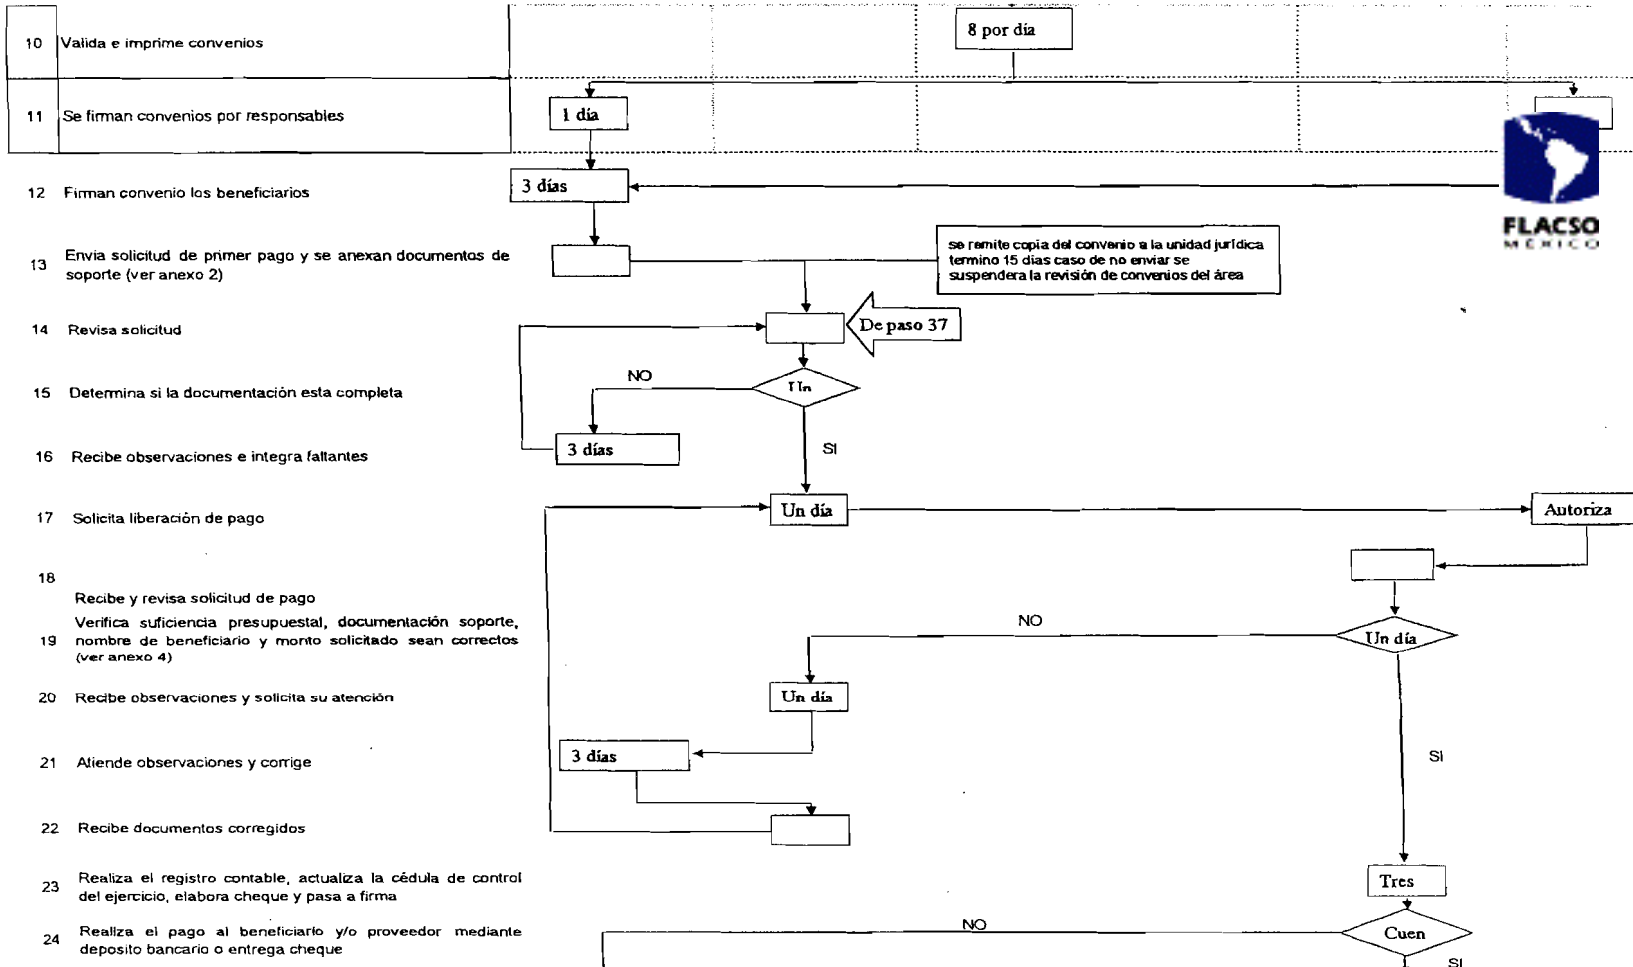 10 Valida e imprime convenios
8 por día
11 Se firman convenios por responsables
1 día
12 Firman convenio los beneficiarios
3 días
FLACSO
MÉXICO
13 Envia solicitud de primer pago y se anexan documentos de
soporte (ver anexo 2)
se remite copia del convenio a la unidad jurídica
termino 15 dias caso de no enviar se
suspendera la revisión de convenios del área
14 Revisa solicitud
De paso 37
15 Determina si la documentación esta completa
NO
Un
16 Recibe observaciones e integra faltantes
3 días
SI
17 Solicita liberación de pago
Un día
Autoriza
18
Recibe y revisa solicitud de pago
19 Verifica suficiencia presupuestal, documentación soporte,
nombre de beneficiario y monto solicitado sean correctos
(ver anexo 4)
NO
Un día
20 Recibe observaciones y solicita su atención
Un día
21 Atiende observaciones y corrige
3 días
SI
22 Recibe documentos corregidos
23 Realiza el registro contable, actualiza la cédula de control
del ejercicio, elabora cheque y pasa a firma
Tres
24 Realiza el pago al beneficiario y/o proveedor mediante
deposito bancario o entrega cheque
NO
Cuen
SI